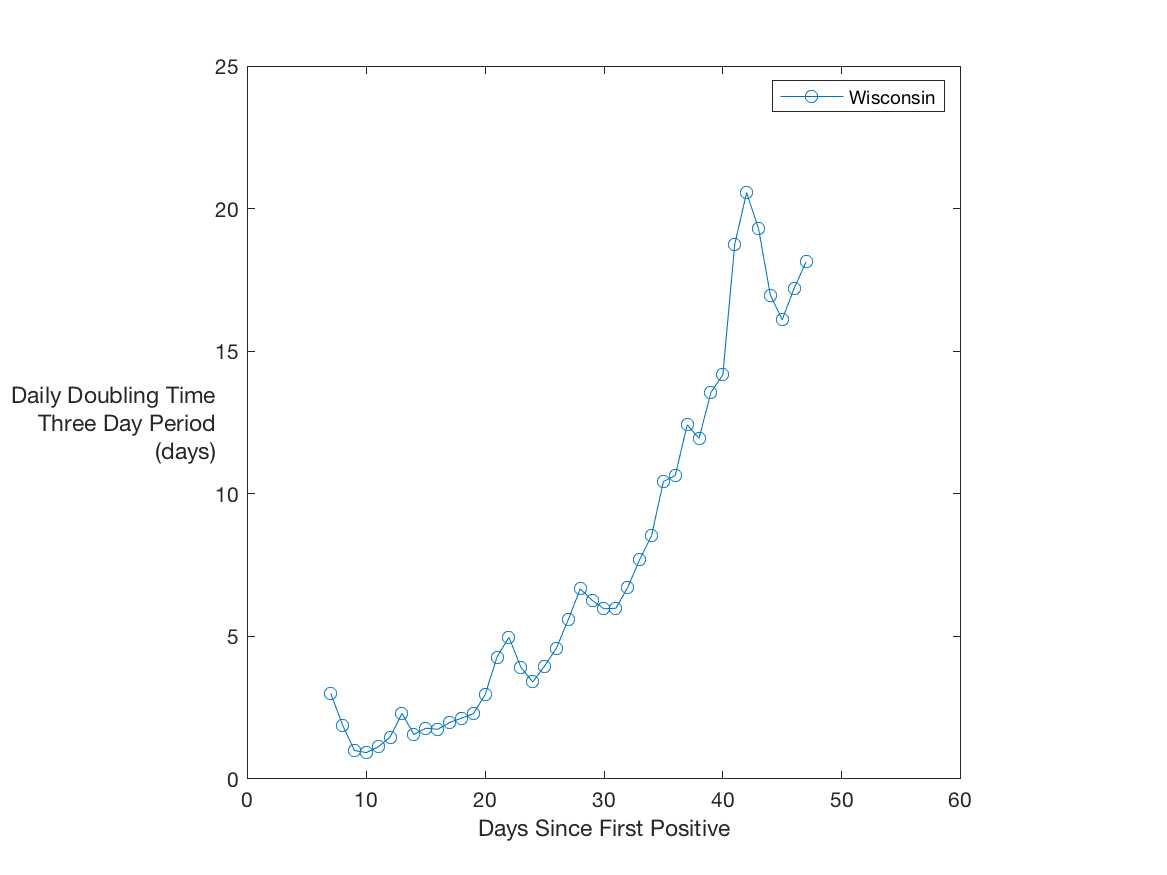 25
Wisconsin
20
15
Daily Doubling Time
Three Day Period
(days)
10
5
0
0 10 20 30 40 50 60
Days Since First Positive